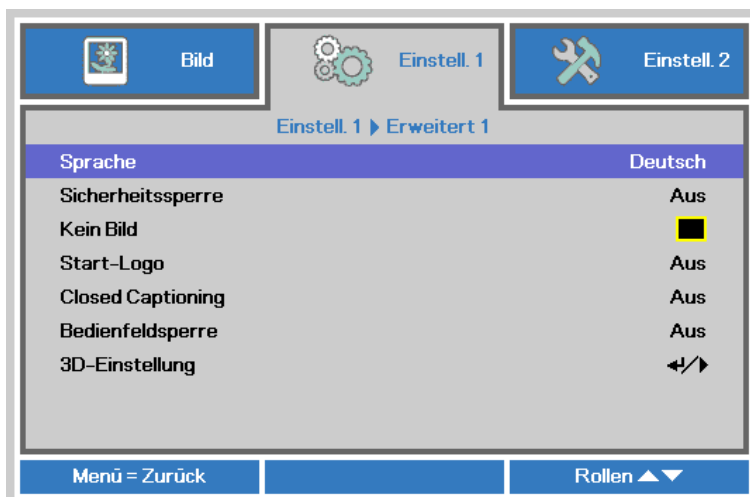 Bild
Einstell. 1
Einstell. 2
Einstell. 1 Erweitert 1
Sprache Deutsch
Sicherheitssperre Aus
Kein Bild
Start-Logo Aus
Closed Captioning Aus
Bedienfeldsperre Aus
3D-Einstellung
Menü = Zurück
Rollen